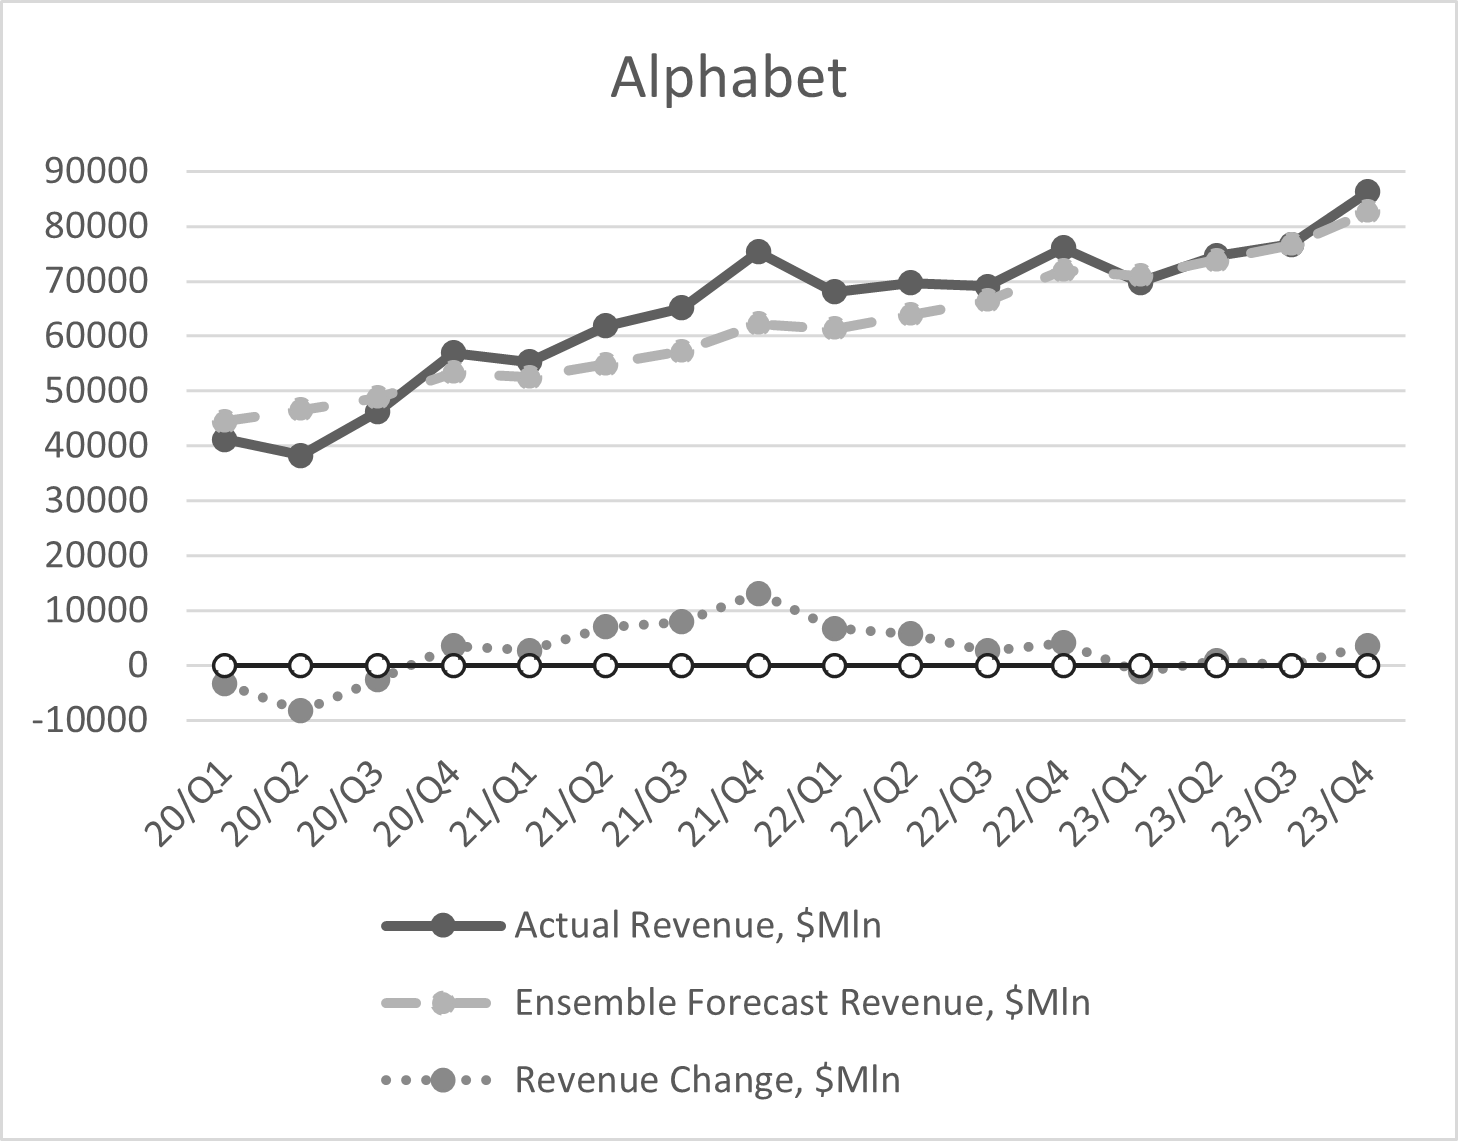 Alphabet
90000
80000
70000
60000
50000
40000
30000
20000
10000
0
-10000
20/Q1
20/Q2
20/Q3
20/Q4
21/Q1
21/Q2
21/Q3
21/Q4
22/Q1
22/Q2
22/Q3
22/Q4
23/Q1
23/Q2
23/Q3
23/Q4
Actual Revenue, $Mln
Ensemble Forecast Revenue, $Mln
Revenue Change, $Mln